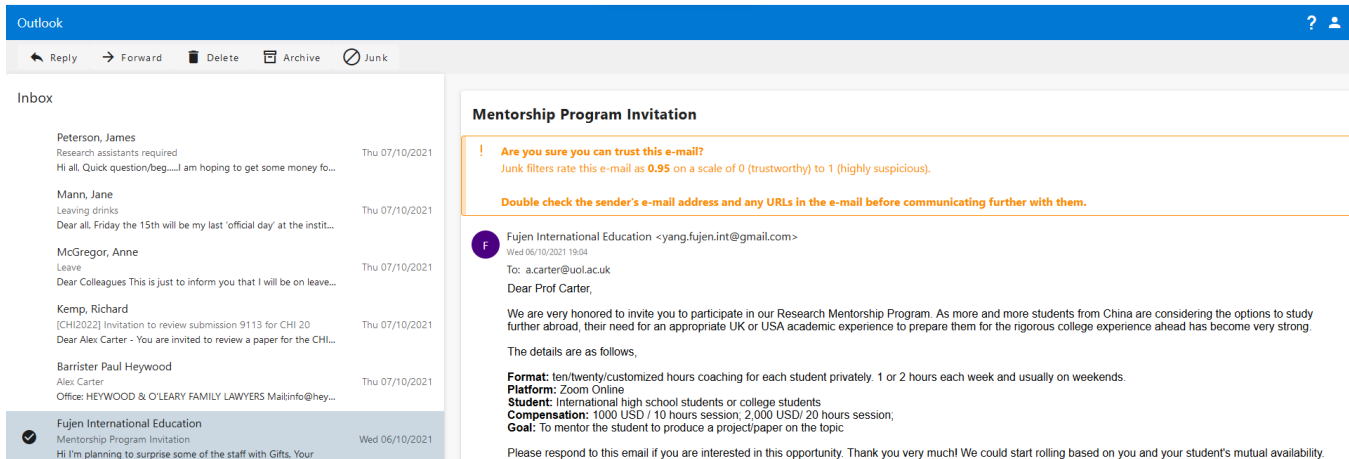 Outlook
?
Reply Forward Delete Archive Junk
Inbox
Peterson, James
Research assistants required Thu 07/10/2021
Hi all, Quick question/beg.....I am hoping to get some money fo...
Mann, Jane
Leaving drinks Thu 07/10/2021
Dear all, Friday the 15th will be my last 'official day' at the instit...
McGregor, Anne
Leave Thu 07/10/2021
Dear Colleagues This is just to inform you that I will be on leave...
Kemp, Richard
[CHI2022] Invitation to review submission 9113 for CHI 20 Thu 07/10/2021
Dear Alex Carter - You are invited to review a paper for the CHI...
Barrister Paul Heywood
Alex Carter Thu 07/10/2021
Office: HEYWOOD & O'LEARY FAMILY LAWYERS Mail:info@hey...
Fujen International Education
Mentorship Program Invitation Wed 06/10/2021
Hi I'm planning to surprise some of the staff with Gifts, Your
Mentorship Program Invitation
! Are you sure you can trust this e-mail?
Junk filters rate this e-mail as 0.95 on a scale of 0 (trustworthy) to 1 (highly suspicious).
Double check the sender's e-mail address and any URLs in the e-mail before communicating further with them.
F
Fujen International Education <yang.fujen.int@gmail.com>
Wed 06/10/2021 19:04
To: a.carter@uol.ac.uk
Dear Prof Carter,
We are very honored to invite you to participate in our Research Mentorship Program. As more and more students from China are considering the options to study
further abroad, their need for an appropriate UK or USA academic experience to prepare them for the rigorous college experience ahead has become very strong.
The details are as follows,
Format: ten/twenty/customized hours coaching for each student privately. 1 or 2 hours each week and usually on weekends.
Platform: Zoom Online
Student: International high school students or college students
Compensation: 1000 USD / 10 hours session; 2,000 USD/ 20 hours session;
Goal: To mentor the student to produce a project/paper on the topic
Please respond to this email if you are interested in this opportunity. Thank you very much! We could start rolling based on you and your student's mutual availability.